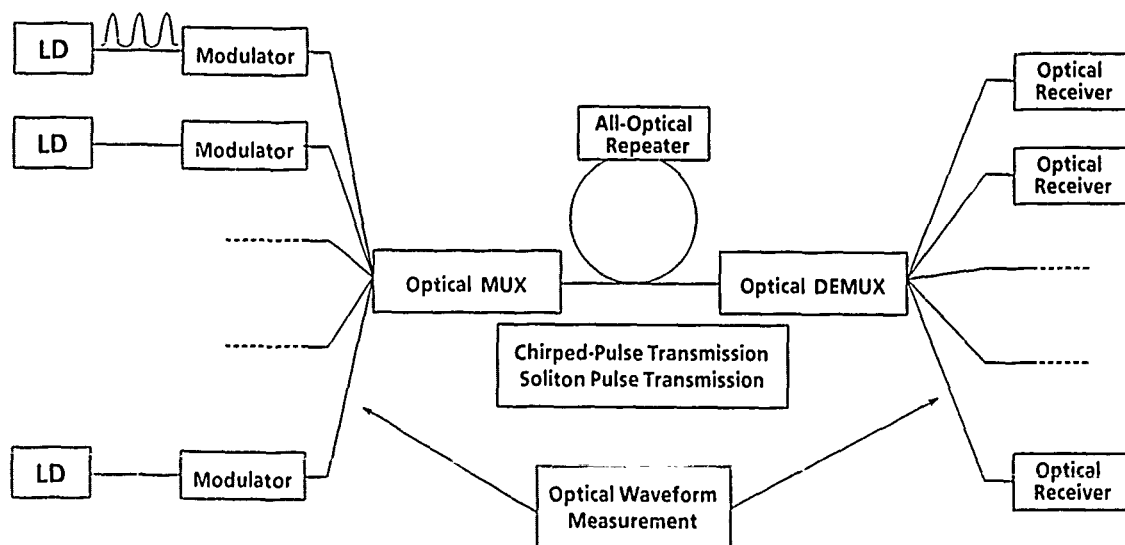 LD
Modulator
LD
Modulator
All-Optical
Repeater
Optical
Receiver
Optical
Receiver
Optical MUX
Optical DEMUX
Chirped-Pulse Transmission
Soliton Pulse Transmission
LD
Modulator
Optical Waveform
Measurement
Optical
Receiver